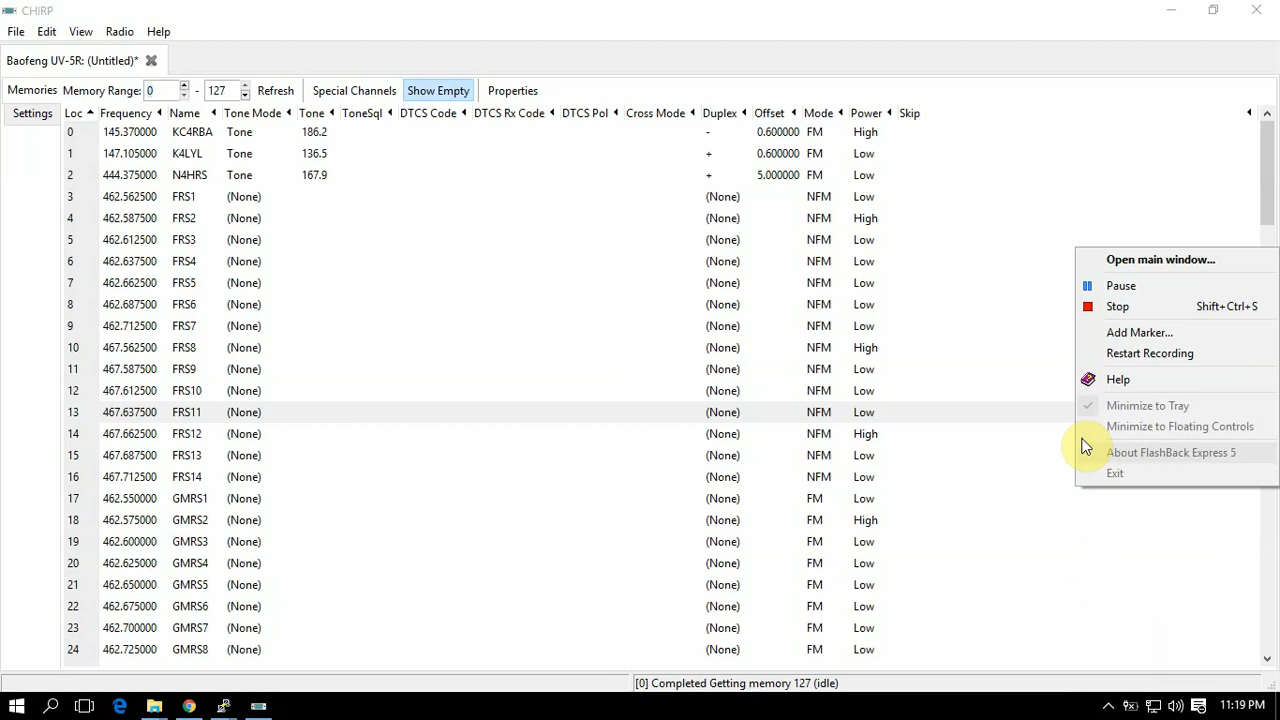 CHIRP
File Edit View Radio Help
Baofeng UV-5R: (Untitled)*
Memories Memory Range: 0 - 127 Refresh Special Channels Show Empty Properties
Settings
Loc Frequency Name Tone Mode Tone ToneSql DTCS Code DTCS Rx Code DTCS Pol Cross Mode Duplex Offset Mode Power Skip
0 145.370000 KC4RBA Tone 186.2 - 0.600000 FM High
1 147.105000 K4LYL Tone 136.5 + 0.600000 FM Low
2 444.375000 N4HRS Tone 167.9 + 5.000000 FM Low
3 462.562500 FRS1 (None) (None) NFM Low
4 462.587500 FRS2 (None) (None) NFM High
5 462.612500 FRS3 (None) (None) NFM Low
6 462.637500 FRS4 (None) (None) NFM Low
7 462.662500 FRS5 (None) (None) NFM Low
8 462.687500 FRS6 (None) (None) NFM Low
9 462.712500 FRS7 (None) (None) NFM Low
10 467.562500 FRS8 (None) (None) NFM High
11 467.587500 FRS9 (None) (None) NFM Low
12 467.612500 FRS10 (None) (None) NFM Low
13 467.637500 FRS11 (None) (None) NFM Low
14 467.662500 FRS12 (None) (None) NFM High
15 467.687500 FRS13 (None) (None) NFM Low
16 467.712500 FRS14 (None) (None) NFM Low
17 462.550000 GMRS1 (None) (None) FM Low
18 462.575000 GMRS2 (None) (None) FM High
19 462.600000 GMRS3 (None) (None) FM Low
20 462.625000 GMRS4 (None) (None) FM Low
21 462.650000 GMRS5 (None) (None) FM Low
22 462.675000 GMRS6 (None) (None) FM Low
23 462.700000 GMRS7 (None) (None) FM Low
24 462.725000 GMRS8 (None) (None) FM Low
Open main window...
Pause
Stop Shift+Ctrl+S
Add Marker...
Restart Recording
Help
Minimize to Tray
Minimize to Floating Controls
About FlashBack Express 5
Exit
[0] Completed Getting memory 127 (idle)
11:19 PM